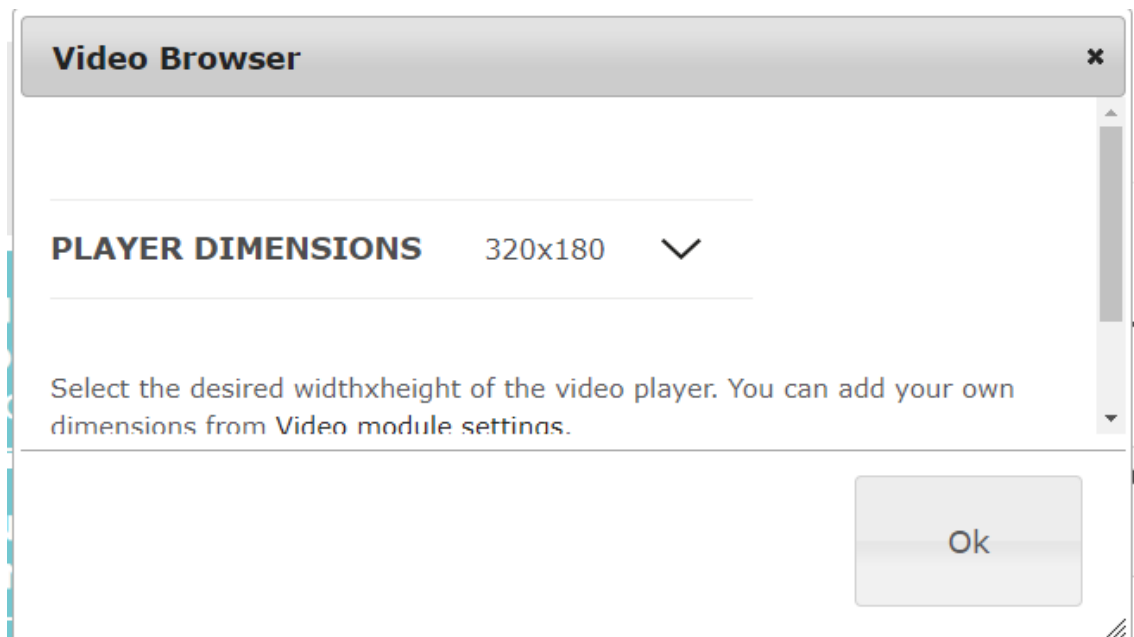 Video Browser
PLAYER DIMENSIONS 320x180
Select the desired widthxheight of the video player. You can add your own
dimensions from Video module settings.
Ok